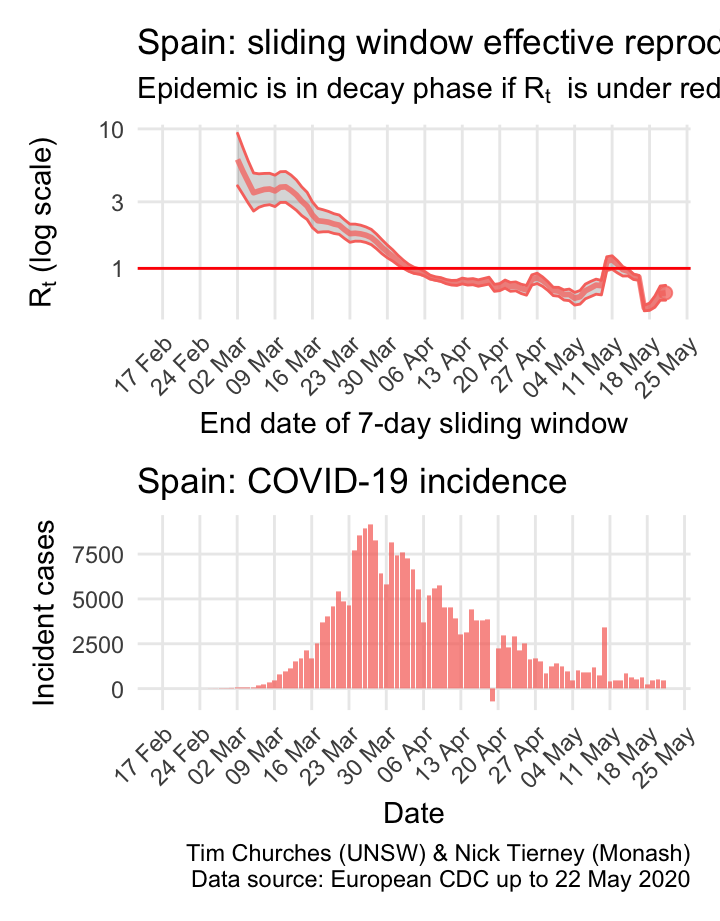 Spain: sliding window effective reprod
Epidemic is in decay phase if Rt is under red
10
3
1
Rt (log scale)
17 Feb
24 Feb
02 Mar
09 Mar
16 Mar
23 Mar
30 Mar
06 Apr
13 Apr
20 Apr
27 Apr
04 May
11 May
18 May
25 May
End date of 7-day sliding window
Spain: COVID-19 incidence
7500
5000
2500
0
Incident cases
17 Feb
24 Feb
02 Mar
09 Mar
16 Mar
23 Mar
30 Mar
06 Apr
13 Apr
20 Apr
27 Apr
04 May
11 May
18 May
25 May
Date
Tim Churches (UNSW) & Nick Tierney (Monash)
Data source: European CDC up to 22 May 2020